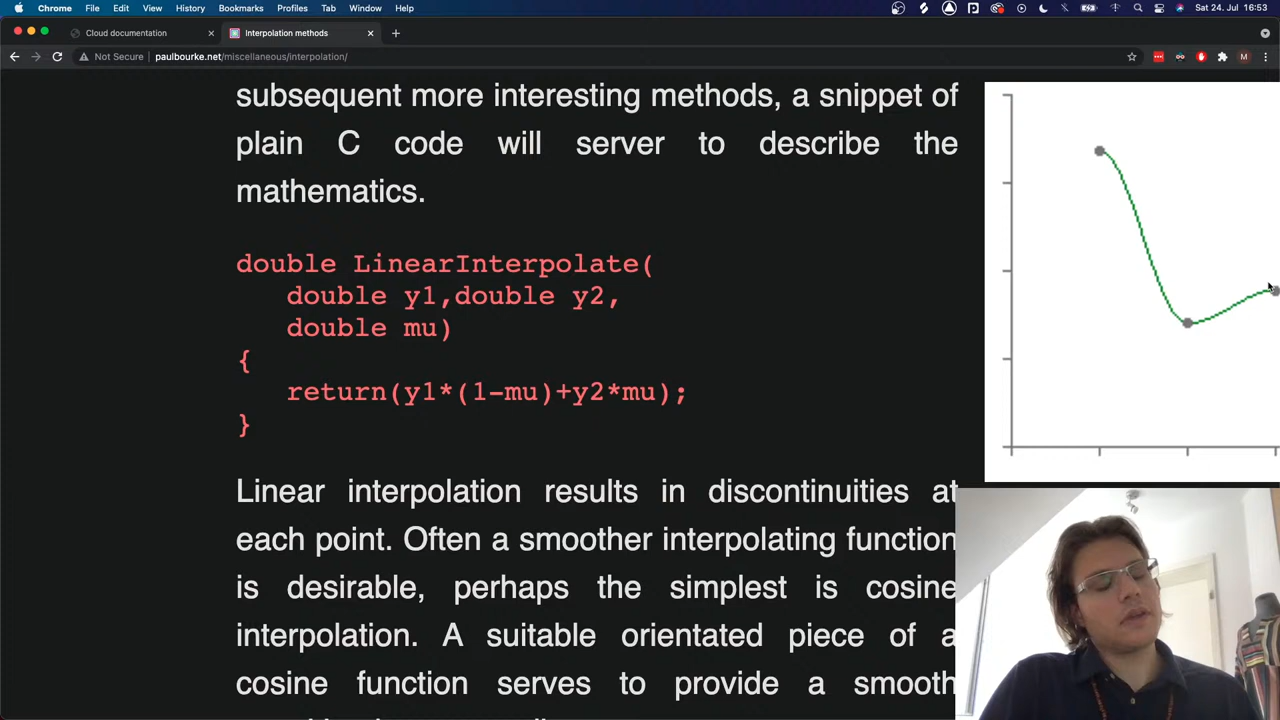 Chrome File Edit View History Bookmarks Profiles Tab Window Help Sat 24. Jul 16:53
Cloud documentation Interpolation methods
Not Secure paulbourke.net/miscellaneous/interpolation/ M
subsequent more interesting methods, a snippet of
plain C code will server to describe the
mathematics.
double LinearInterpolate(
double y1,double y2,
double mu)
{
return(y1*(1-mu)+y2*mu);
}
Linear interpolation results in discontinuities at
each point. Often a smoother interpolating function
is desirable, perhaps the simplest is cosine
interpolation. A suitable orientated piece of a
cosine function serves to provide a smooth